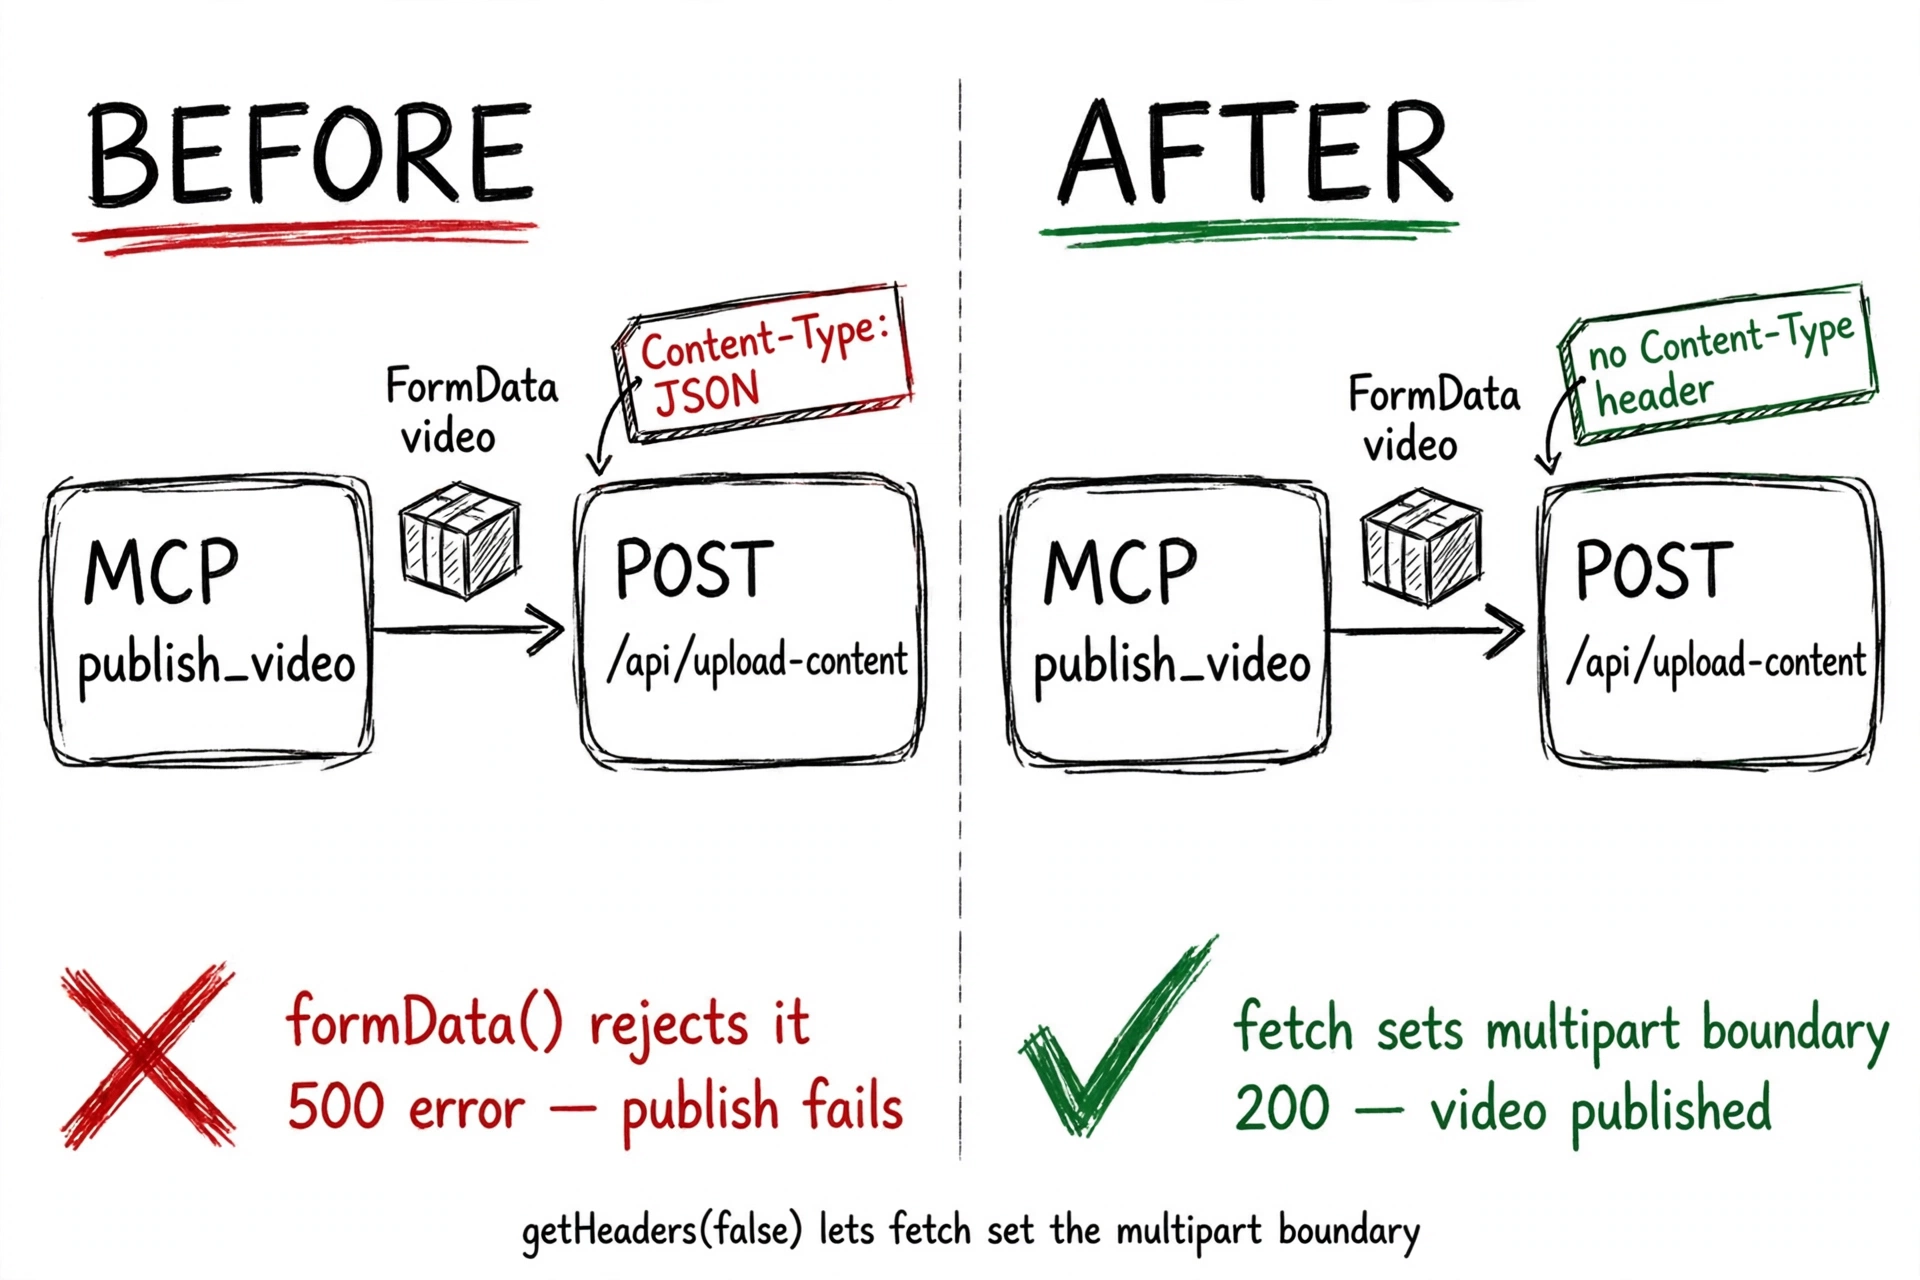 BEFORE
Content-Type:
JSON
FormData
video
MCP
publish_video
POST
/api/upload-content
formData() rejects it
500 error — publish fails
AFTER
no Content-Type
header
FormData
video
MCP
publish_video
POST
/api/upload-content
fetch sets multipart boundary
200 — video published
getHeaders(false) lets fetch set the multipart boundary